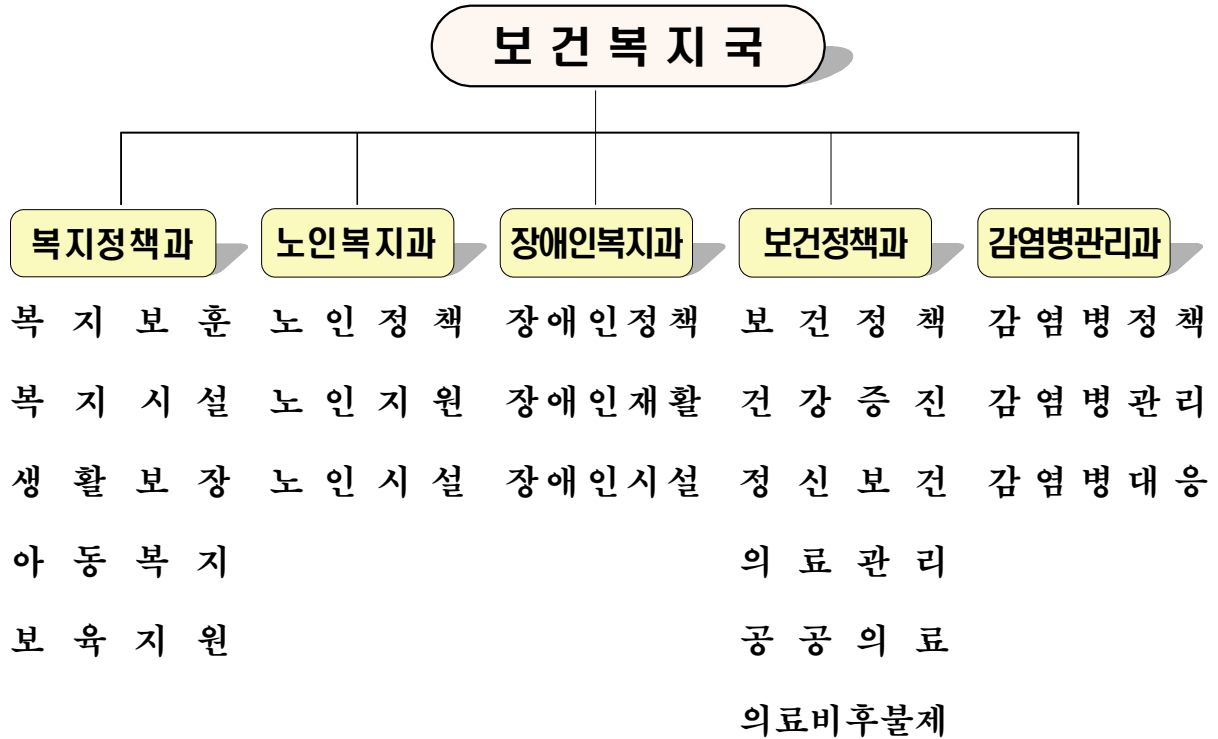 보건복지국
복지정책과 노인복지과 장애인복지과 보건정책과 감염병관리과
복지보훈 노인정책 장애인정책 보건정책 감염병정책
복지시설 노인지원 장애인재활 건강증진 감염병관리
생활보장 노인시설 장애인시설 정신보건 감염병대응
아동복지 의료관리
보육지원 공공의료
의료비후불제